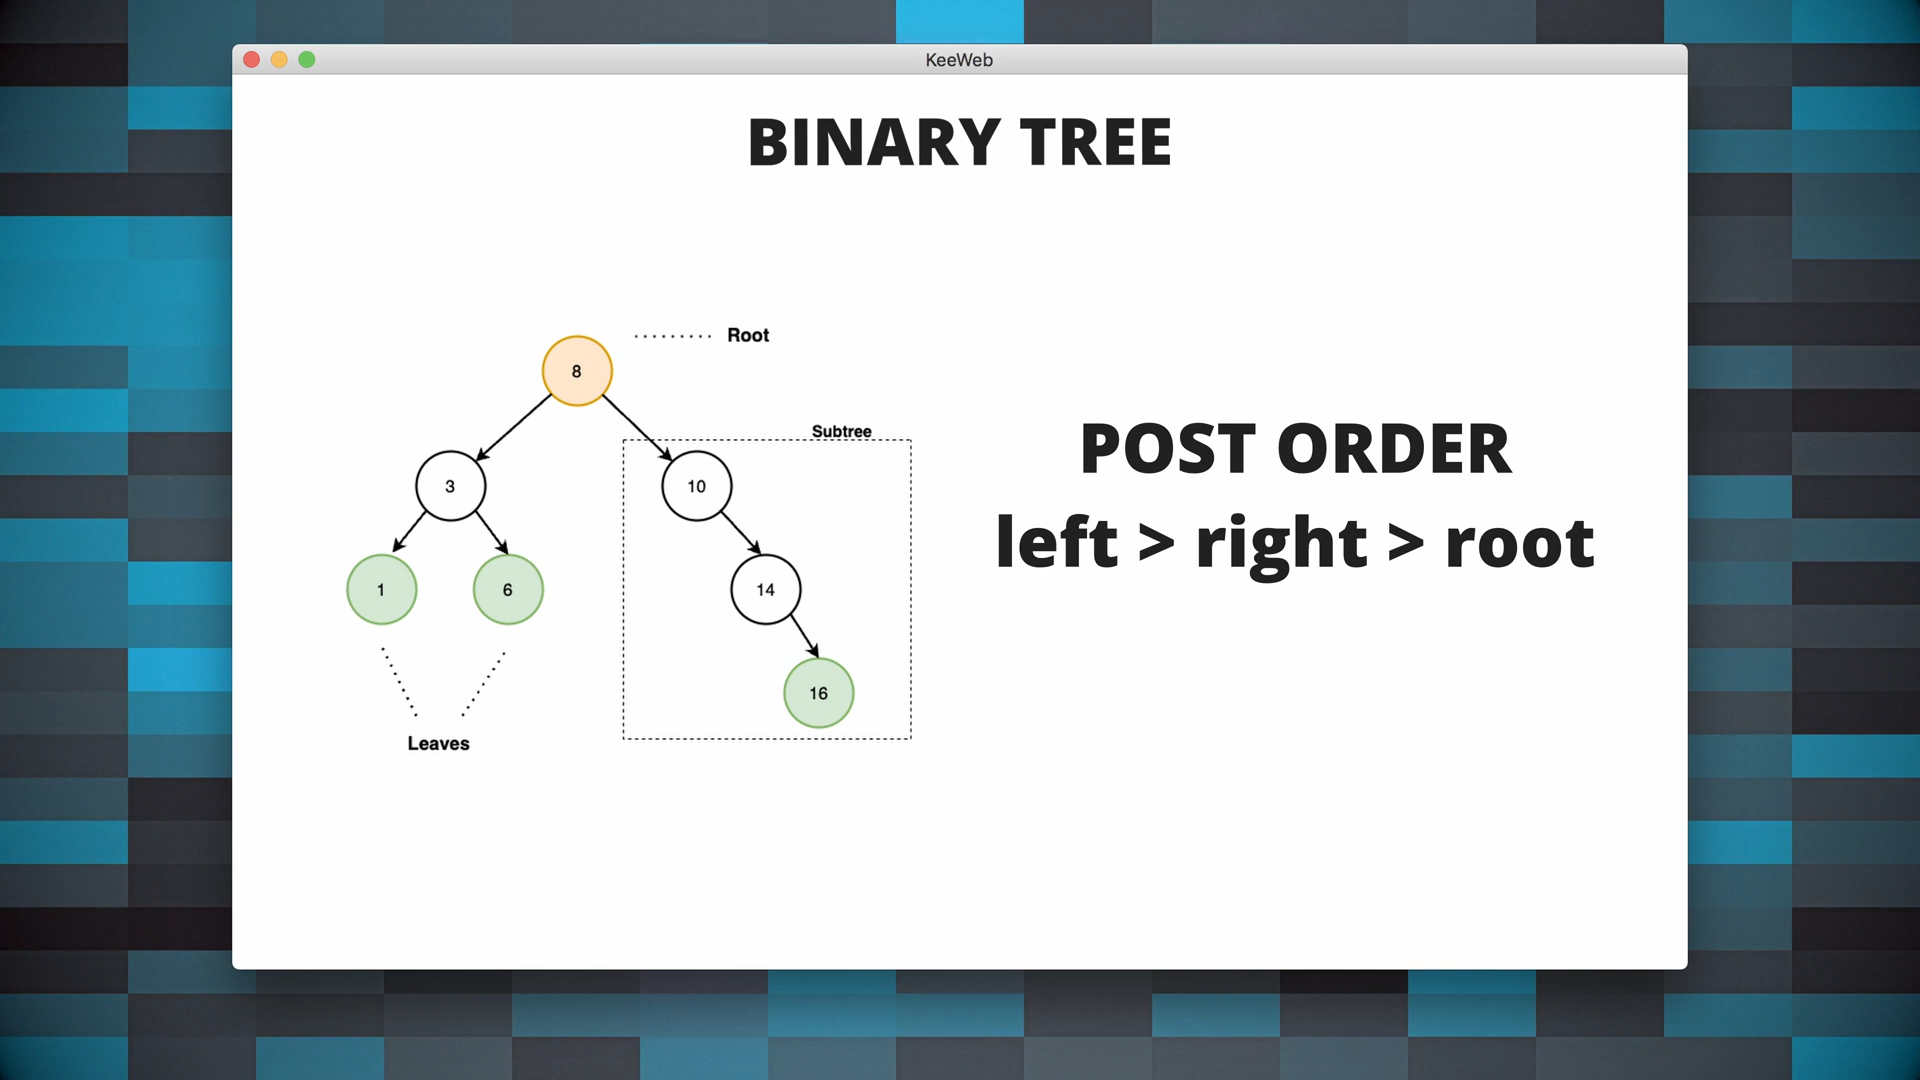 KeeWeb
BINARY TREE
Root
8
Subtree
3
10
POST ORDER
left > right > root
1
6
14
16
Leaves